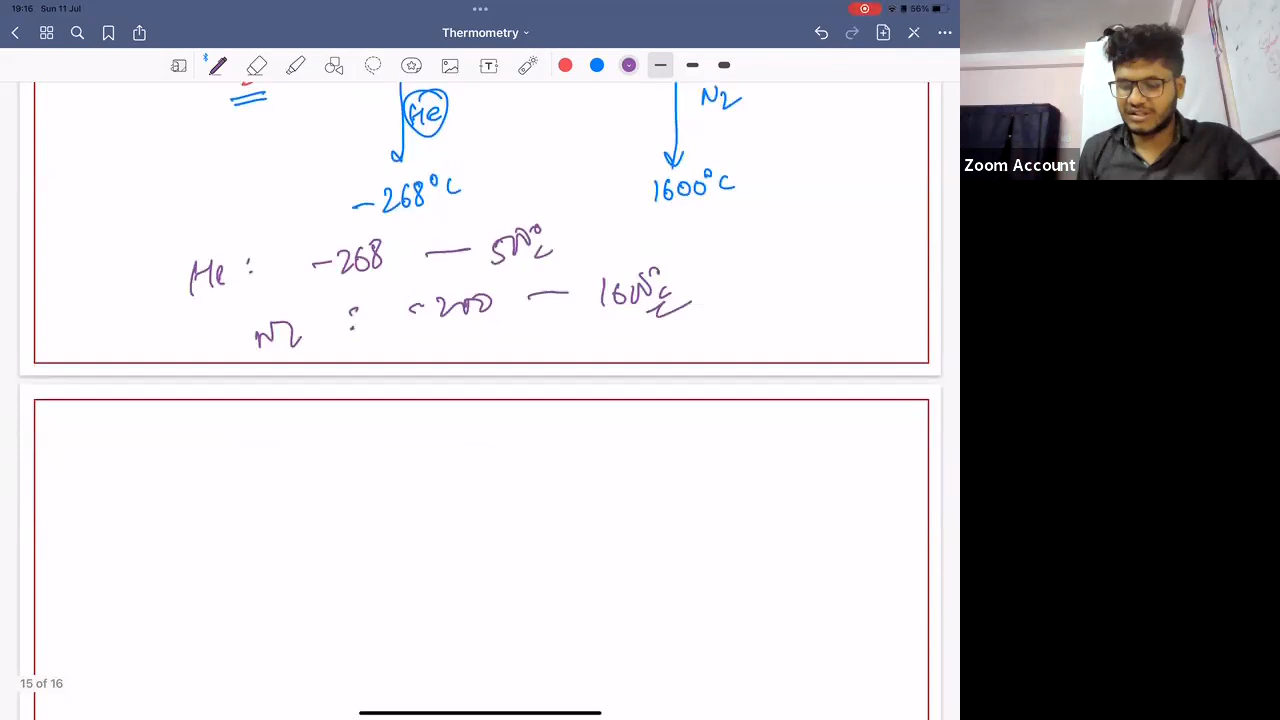 19:16 Sun 11 Jul
56%
Thermometry
He
N2
-268°C
1600°C
He : -268 — 500°C
N2 : -200 — 1600°C
15 of 16
Zoom Account